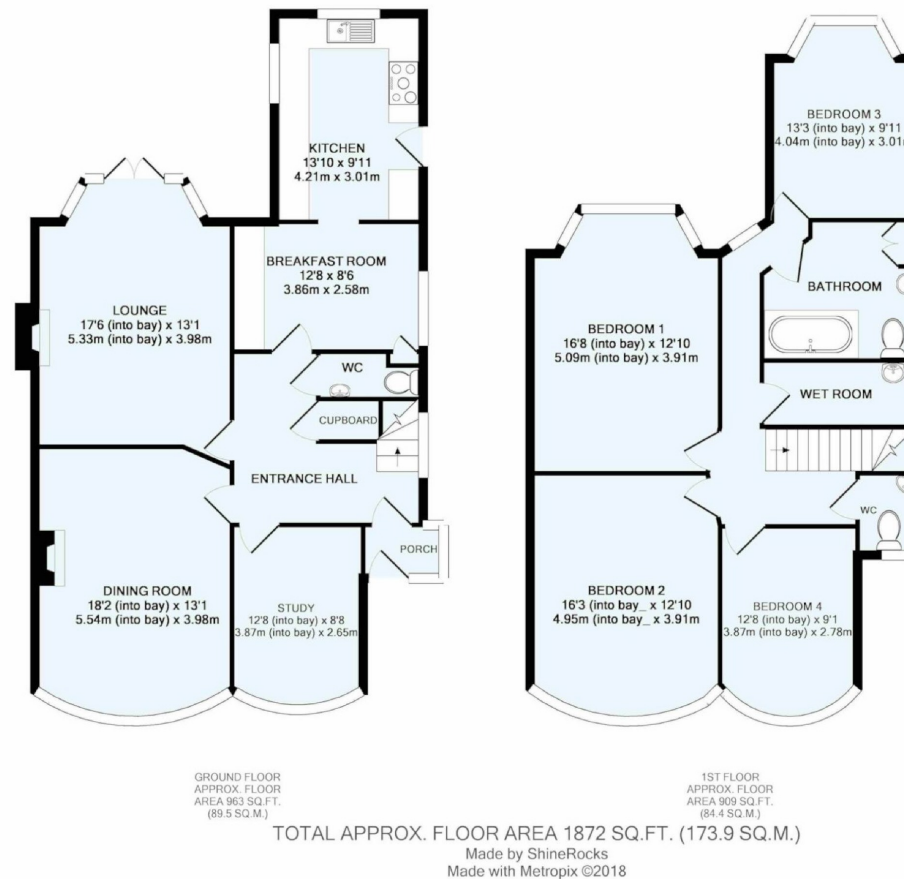 KITCHEN
13'10 x 9'11
4.21m x 3.01m
BREAKFAST ROOM
12'8 x 8'6
3.86m x 2.58m
LOUNGE
17'6 (into bay) x 13'1
5.33m (into bay) x 3.98m
WC
CUPBOARD
ENTRANCE HALL
PORCH
DINING ROOM
18'2 (into bay) x 13'1
5.54m (into bay) x 3.98m
STUDY
12'8 (into bay) x 8'8
3.87m (into bay) x 2.65m
GROUND FLOOR
APPROX. FLOOR
AREA 963 SQ.FT.
(89.5 SQ.M.)
BEDROOM 3
13'3 (into bay) x 9'11
4.04m (into bay) x 3.01m
BATHROOM
BEDROOM 1
16'8 (into bay) x 12'10
5.09m (into bay) x 3.91m
WET ROOM
WC
BEDROOM 2
16'3 (into bay_ x 12'10
4.95m (into bay_ x 3.91m
BEDROOM 4
12'8 (into bay) x 9'1
3.87m (into bay) x 2.78m
1ST FLOOR
APPROX. FLOOR
AREA 909 SQ.FT.
(84.4 SQ.M.)
TOTAL APPROX. FLOOR AREA 1872 SQ.FT. (173.9 SQ.M.)
Made by ShineRocks
Made with Metropix ©2018